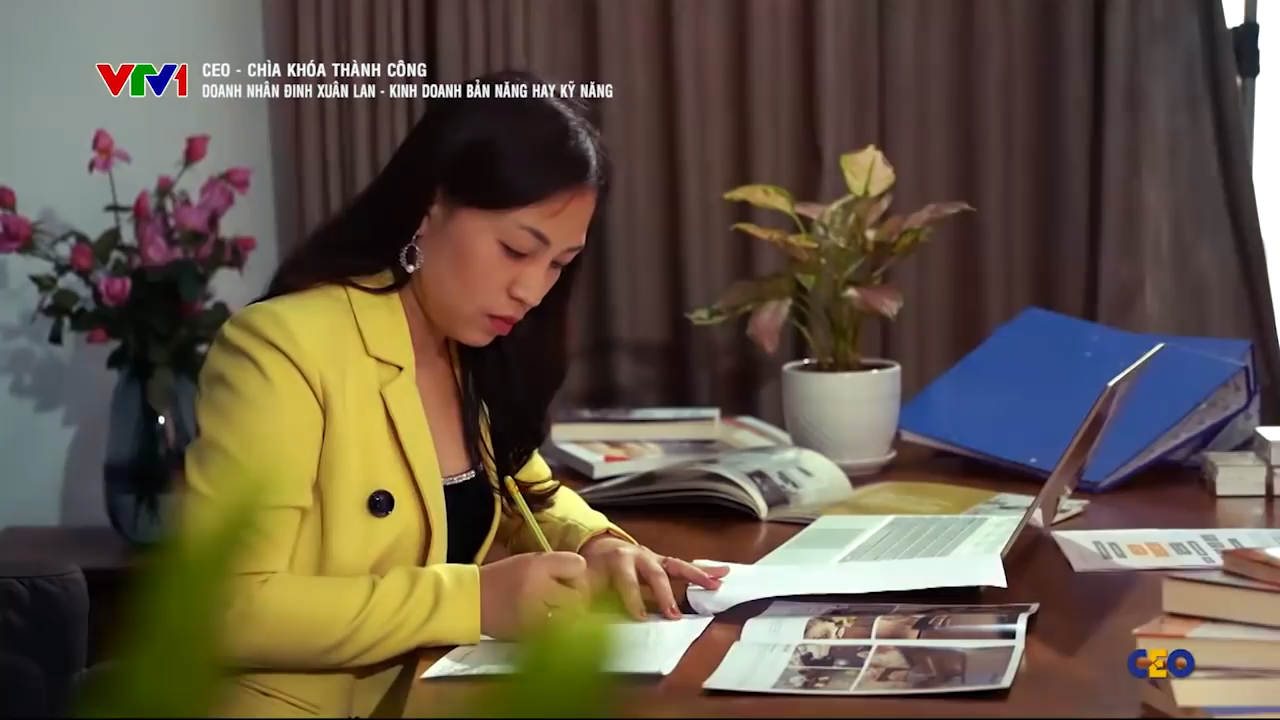 VTV1
CEO - CHÌA KHÓA THÀNH CÔNG
DOANH NHÂN ĐINH XUÂN LAN - KINH DOANH BẢN NĂNG HAY KỸ NĂNG
CEO